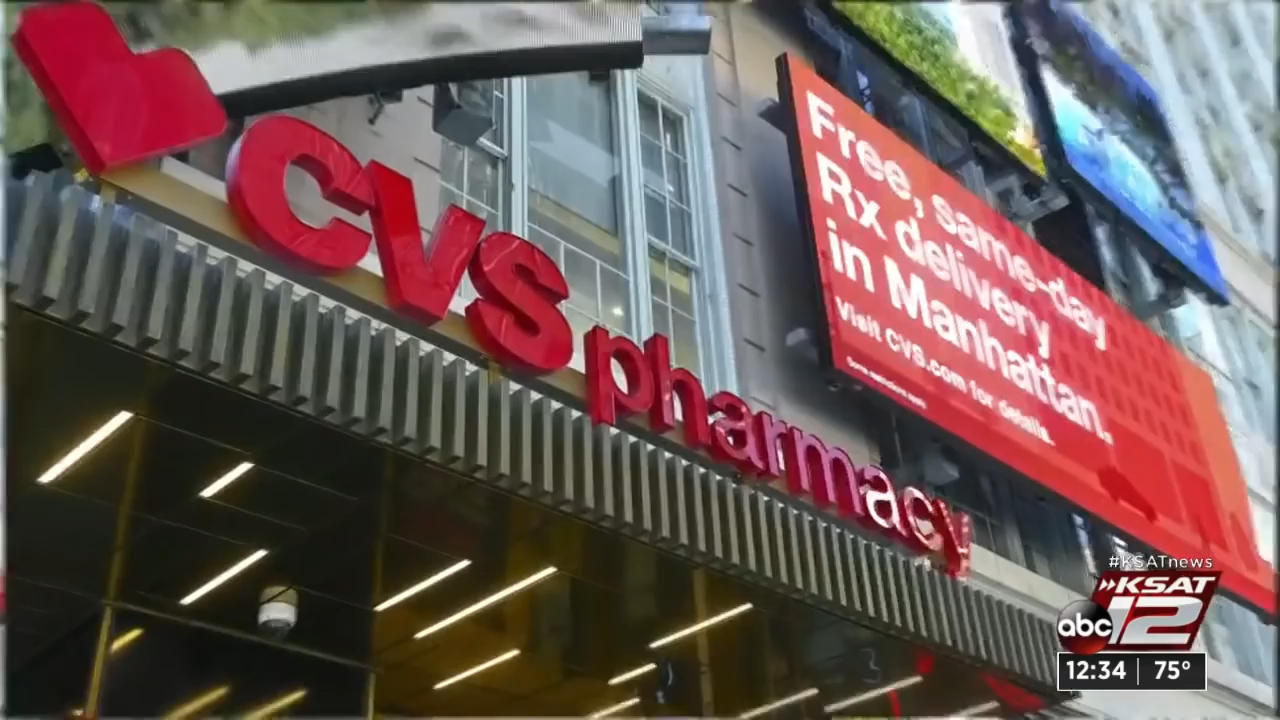 CVS pharmacy
Free, same-day
Rx delivery
in Manhattan.
Visit cvs.com for details.
#KSATnews
KSAT
abc 12
12:34 75°